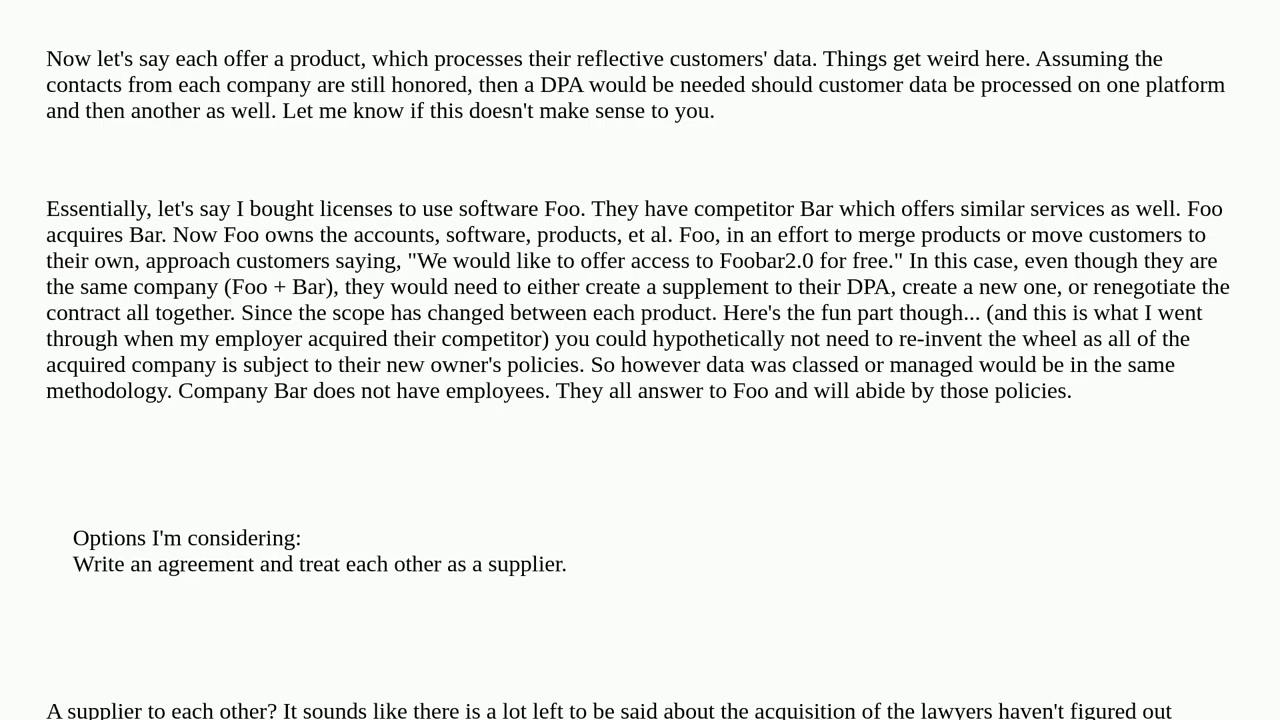 Now let's say each offer a product, which processes their reflective customers' data. Things get weird here. Assuming the
contacts from each company are still honored, then a DPA would be needed should customer data be processed on one platform
and then another as well. Let me know if this doesn't make sense to you.
Essentially, let's say I bought licenses to use software Foo. They have competitor Bar which offers similar services as well. Foo
acquires Bar. Now Foo owns the accounts, software, products, et al. Foo, in an effort to merge products or move customers to
their own, approach customers saying, "We would like to offer access to Foobar2.0 for free." In this case, even though they are
the same company (Foo + Bar), they would need to either create a supplement to their DPA, create a new one, or renegotiate the
contract all together. Since the scope has changed between each product. Here's the fun part though... (and this is what I went
through when my employer acquired their competitor) you could hypothetically not need to re-invent the wheel as all of the
acquired company is subject to their new owner's policies. So however data was classed or managed would be in the same
methodology. Company Bar does not have employees. They all answer to Foo and will abide by those policies.
Options I'm considering:
Write an agreement and treat each other as a supplier.
A supplier to each other? It sounds like there is a lot left to be said about the acquisition of the lawyers haven't figured out